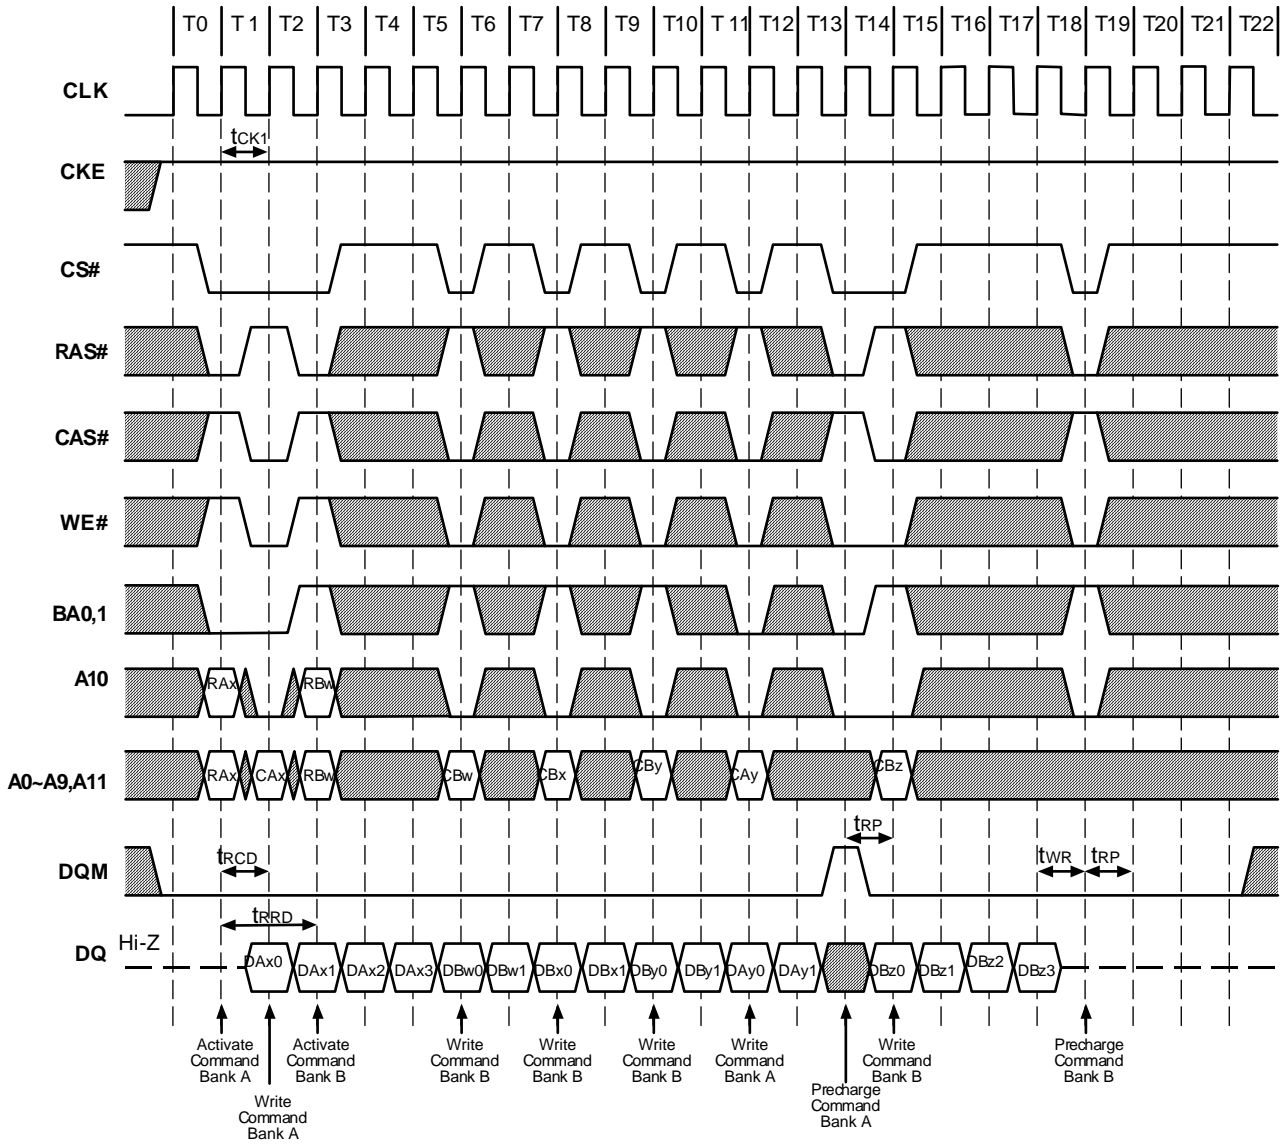 T0 T 1 T2 T3 T4 T5 T6 T7 T8 T9 T10 T 11 T12 T13 T14 T15 T16 T17 T18 T19 T20 T21 T22
CLK
tCK1
CKE
CS#
RAS#
CAS#
WE#
BA0,1
A10
RAx RBw
A0~A9,A11
RAx CAx RBw CBw CBx CBy CAy CBz
tRP
DQM
tRCD
tWR tRP
tRRD
DQ
Hi-Z
DAx0 DAx1 DAx2 DAx3 DBw0 DBw1 DBx0 DBx1 DBy0 DBy1 DAy0 DAy1 DBz0 DBz1 DBz2 DBz3
Activate
Command
Bank A
Write
Command
Bank A
Activate
Command
Bank B
Write
Command
Bank B
Write
Command
Bank B
Write
Command
Bank B
Write
Command
Bank A
Precharge
Command
Bank A
Write
Command
Bank B
Precharge
Command
Bank B